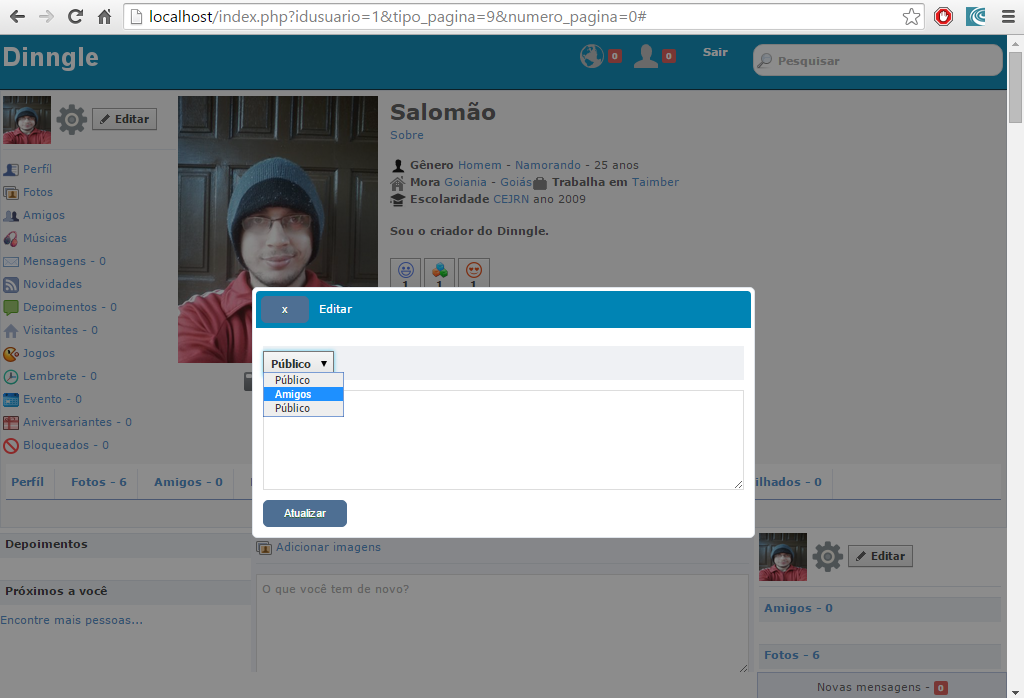 localhost/index.php?idusuario=1&tipo_pagina=9&numero_pagina=0#
Dinngle
0
0
Sair
Pesquisar
Editar
Perfíl
Fotos
Amigos
Músicas
Mensagens - 0
Novidades
Depoimentos - 0
Visitantes - 0
Jogos
Lembrete - 0
Evento - 0
Aniversariantes - 0
Bloqueados - 0
Salomão
Sobre
Gênero Homem - Namorando - 25 anos
Mora Goiania - Goiás Trabalha em Taimber
Escolaridade CEJRN ano 2009
Sou o criador do Dinngle.
1 1 1
x Editar
Público ▼
Público
Amigos
Público
Atualizar
Perfíl Fotos - 6 Amigos - 0 ilhados - 0
Depoimentos
Próximos a você
Encontre mais pessoas...
Adicionar imagens
O que você tem de novo?
Editar
Amigos - 0
Fotos - 6
Novas mensagens - 0